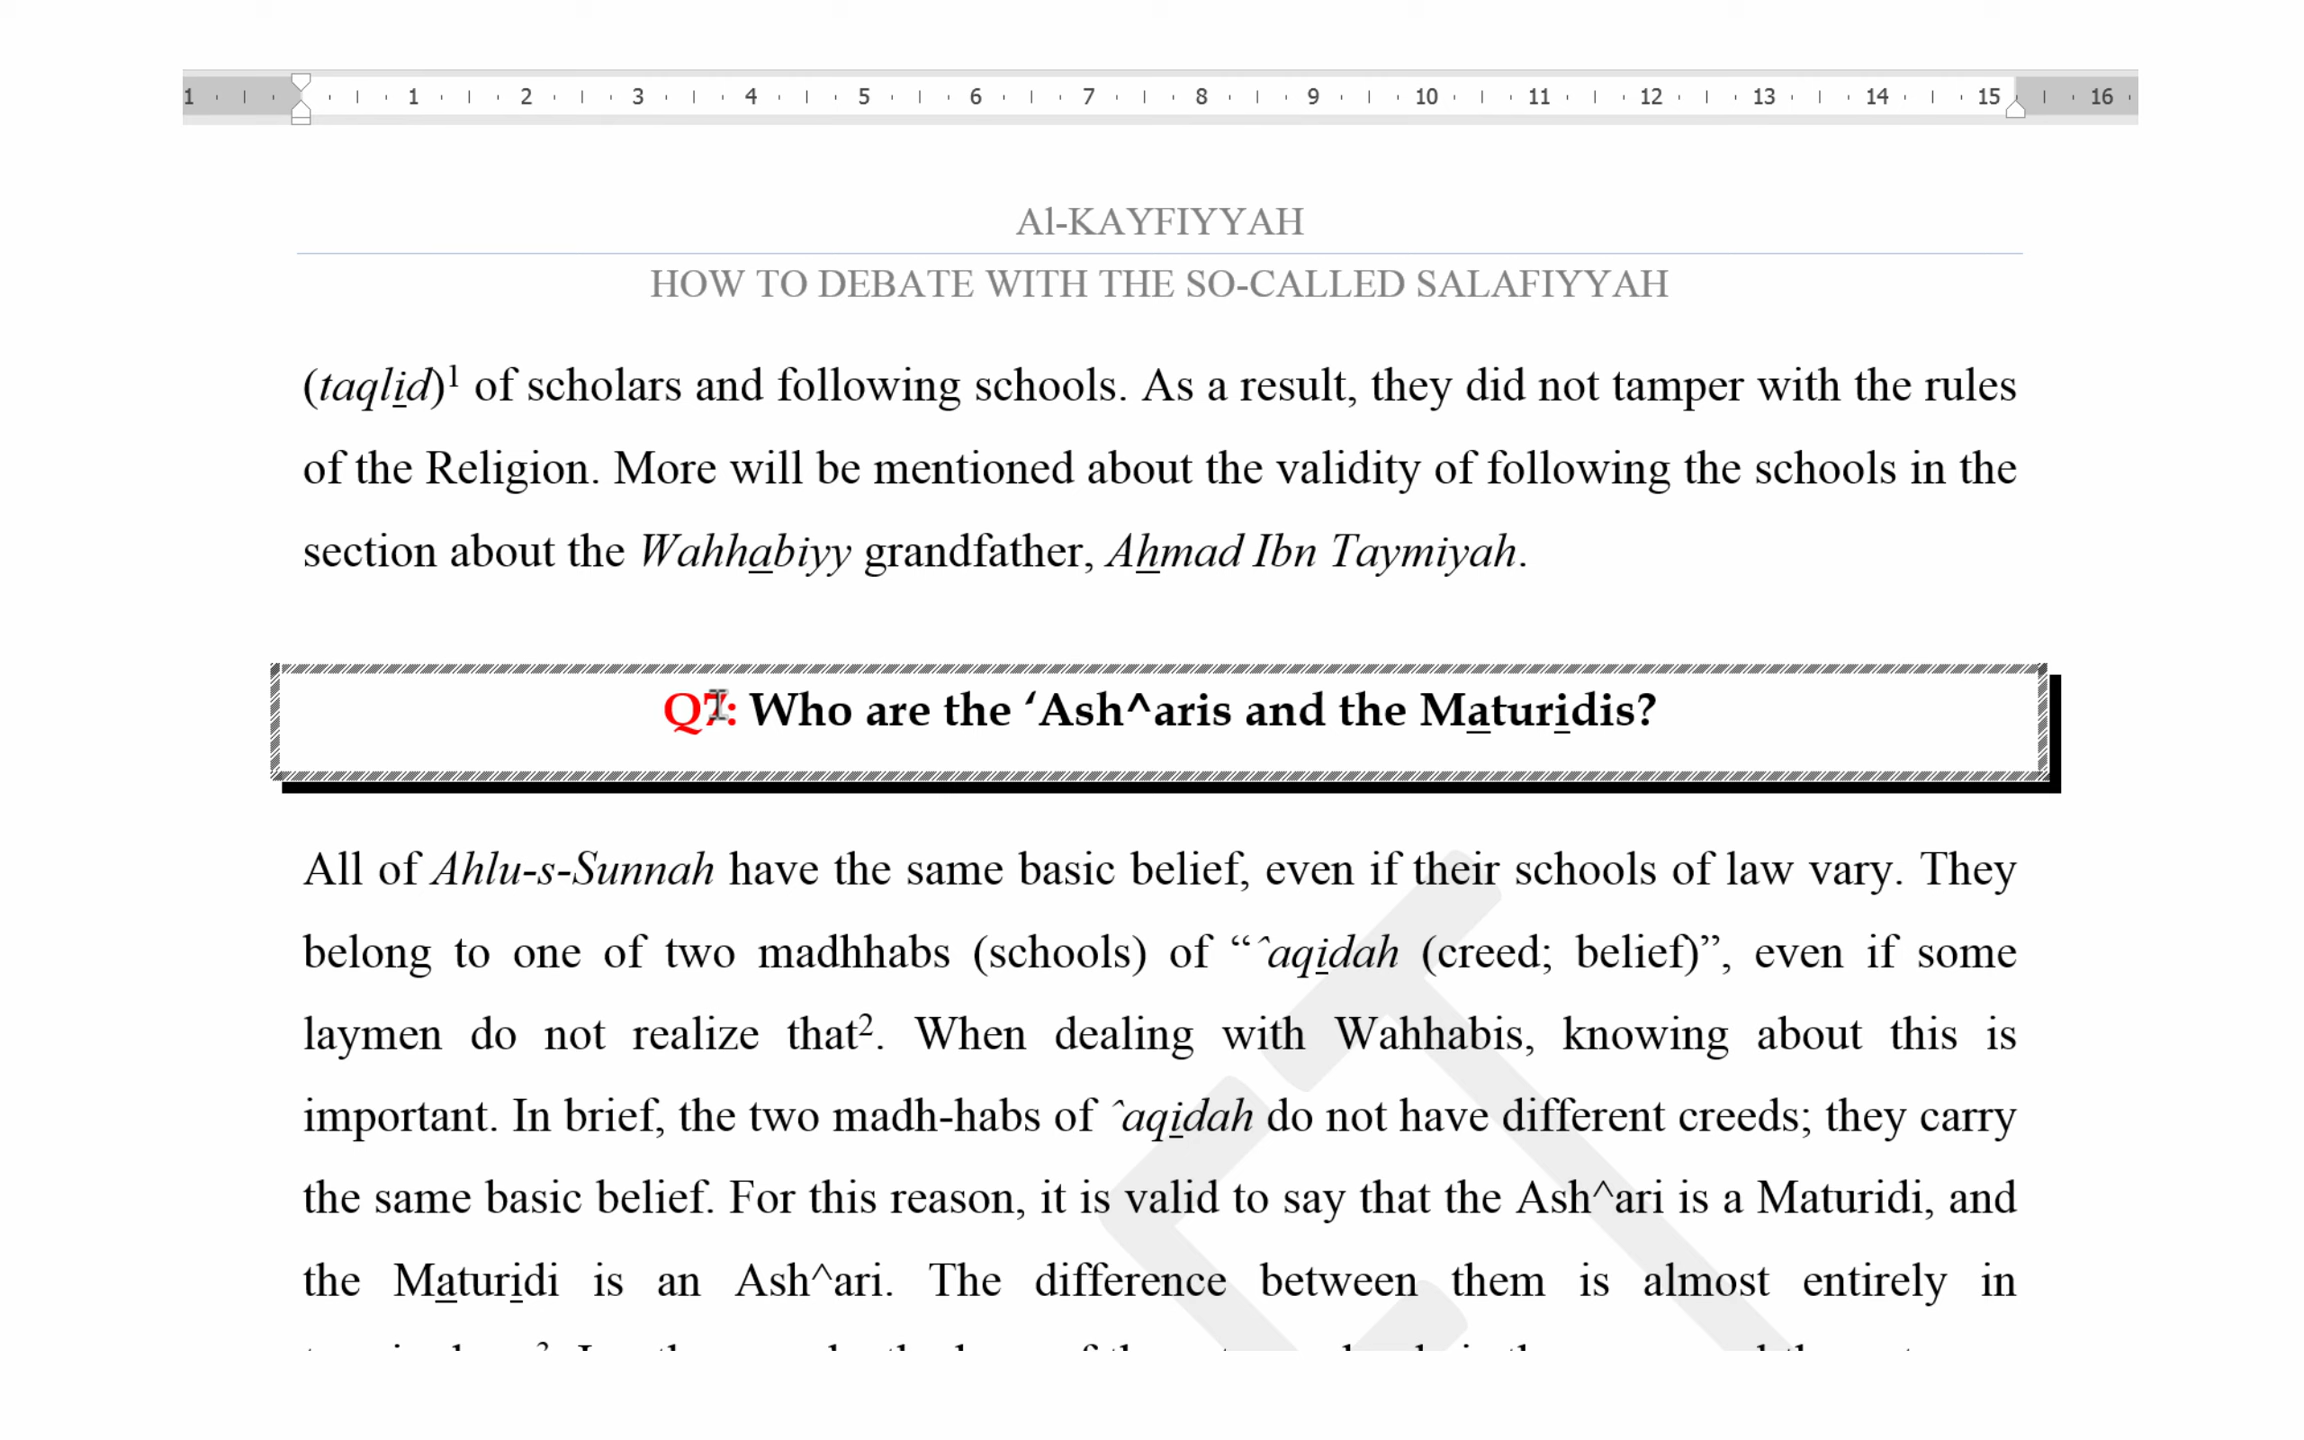 1 1 2 3 4 5 6 7 8 9 10 11 12 13 14 15 16
Al-KAYFIYYAH
HOW TO DEBATE WITH THE SO-CALLED SALAFIYYAH
(taqlid)¹ of scholars and following schools. As a result, they did not tamper with the rules
of the Religion. More will be mentioned about the validity of following the schools in the
section about the Wahhabiyy grandfather, Ahmad Ibn Taymiyah.
Q7: Who are the ‘Ash^aris and the Maturidis?
All of Ahlu-s-Sunnah have the same basic belief, even if their schools of law vary. They
belong to one of two madhhabs (schools) of “ˆaqidah (creed; belief)”, even if some
laymen do not realize that². When dealing with Wahhabis, knowing about this is
important. In brief, the two madh-habs of ˆaqidah do not have different creeds; they carry
the same basic belief. For this reason, it is valid to say that the Ash^ari is a Maturidi, and
the Maturidi is an Ash^ari. The difference between them is almost entirely in